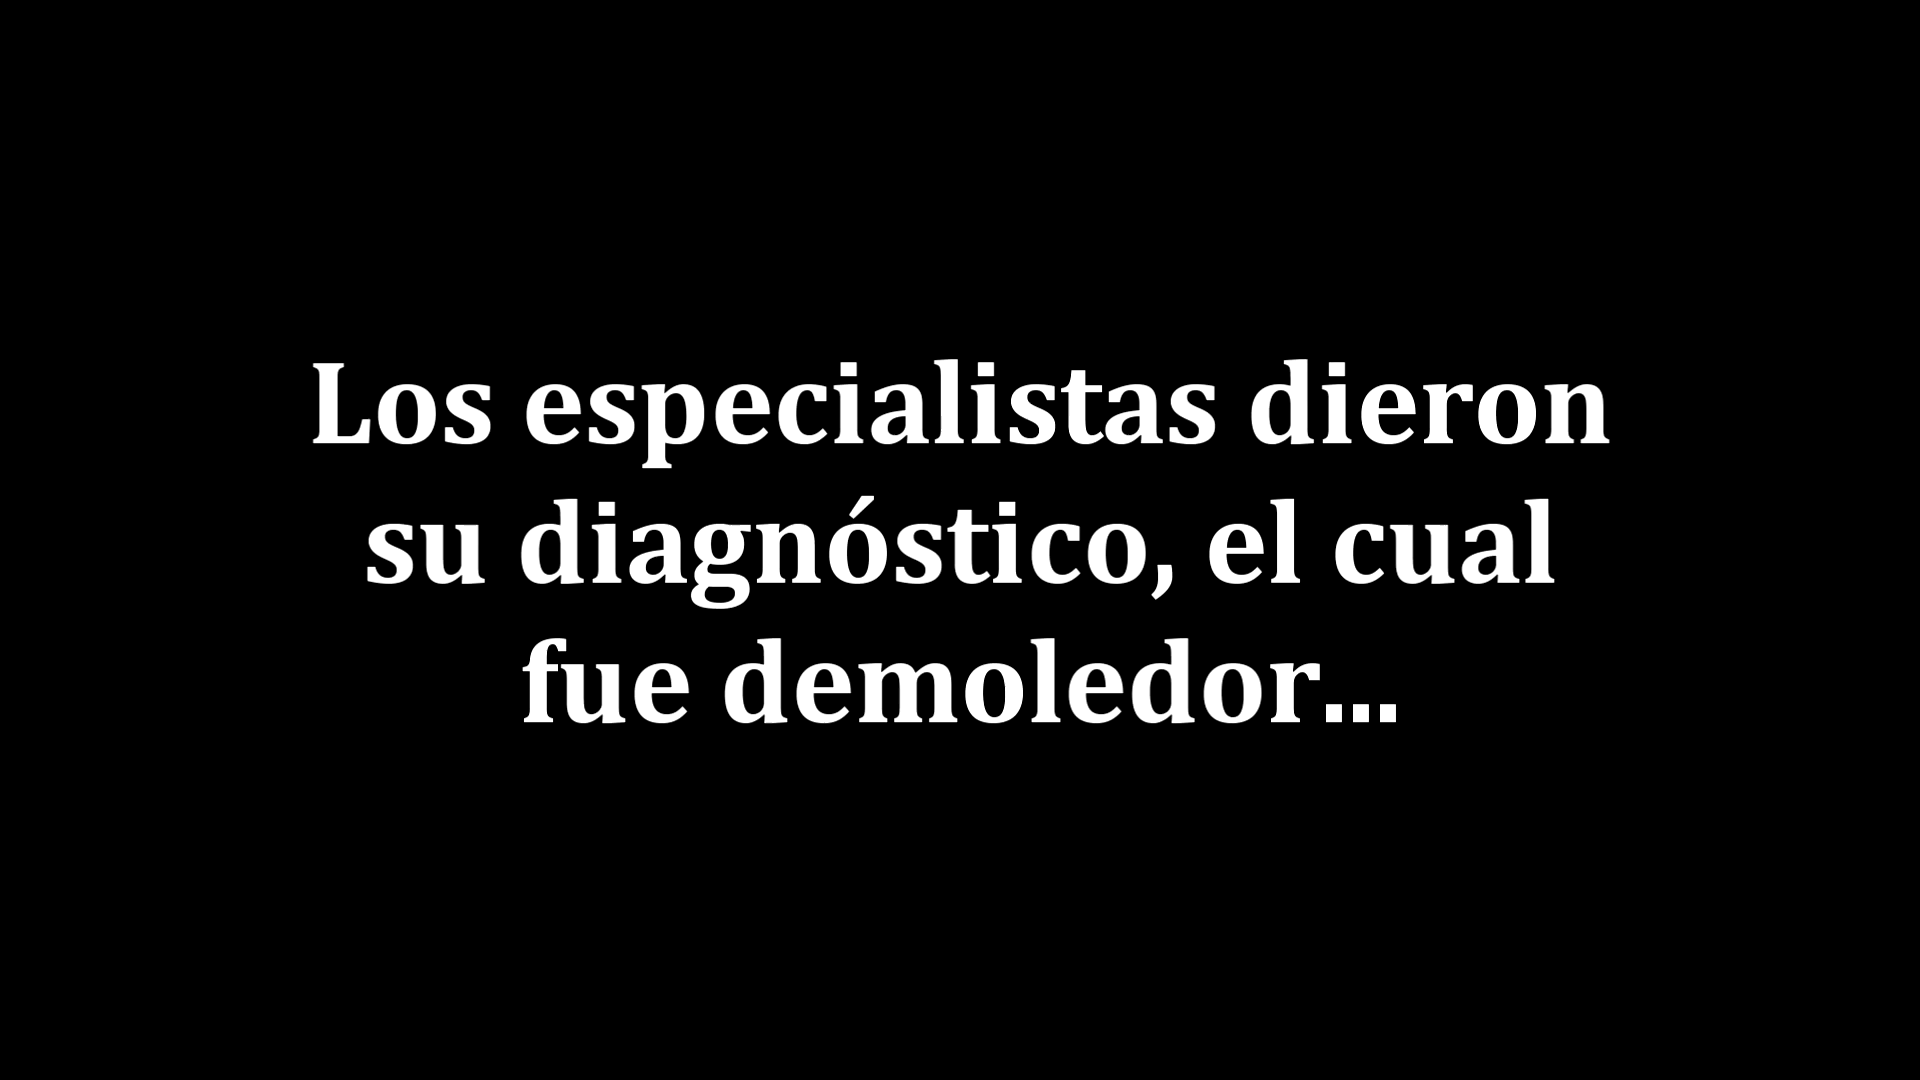 Los especialistas dieron
su diagnóstico, el cual
fue demoledor...